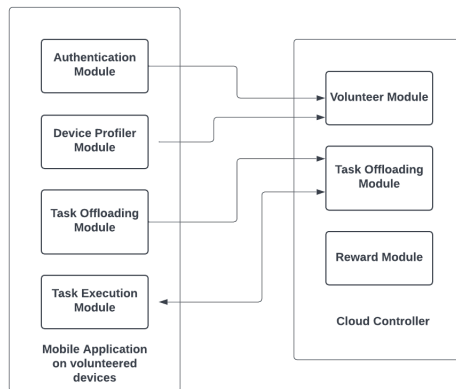 Authentication
Module
Device Profiler
Module
Task Offloading
Module
Task Execution
Module
Mobile Application
on volunteered
devices
Volunteer Module
Task Offloading
Module
Reward Module
Cloud Controller